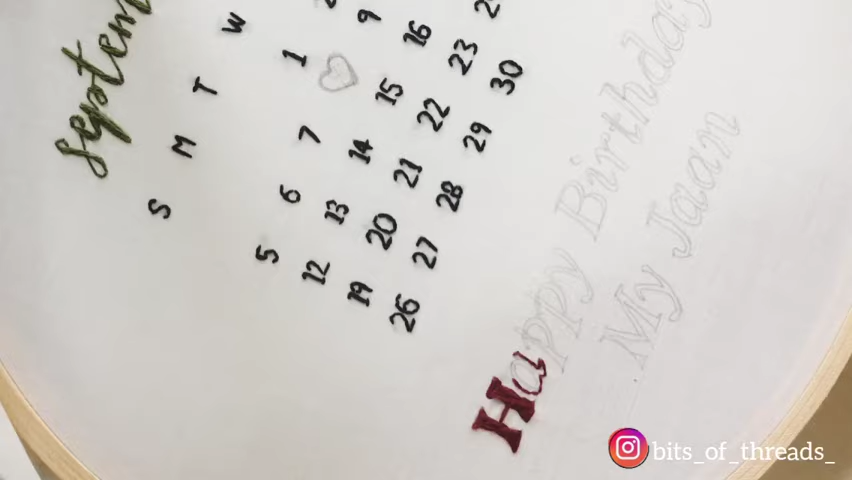 septem
S M T W
1
5 6 7 9
12 13 14 15 16
19 20 21 22 23
26 27 28 29 30
Happy Birthday
My Jaan
bits_of_threads_